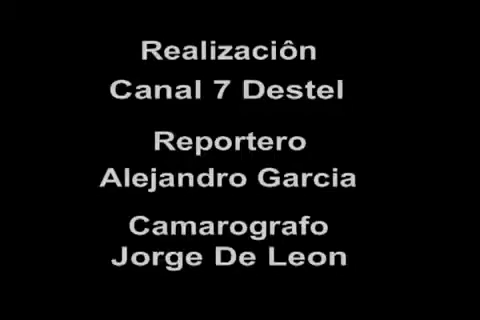 Realizaciôn
Canal 7 Destel
Reportero
Alejandro Garcia
Camarografo
Jorge De Leon